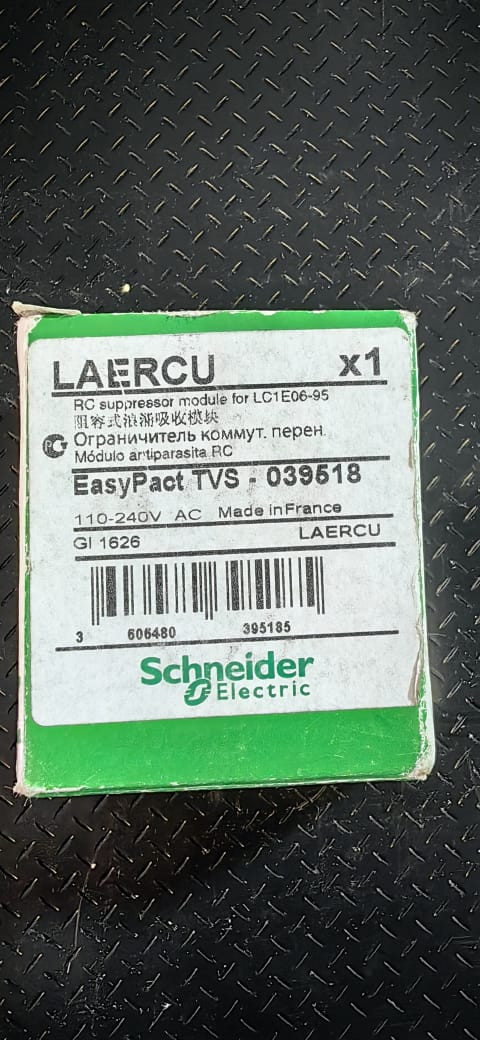 LAERCU x1
RC suppressor module for LC1E06-95
阻容式浪涌吸收模块
Ограничитель коммут. перен.
Módulo antiparasita RC
EasyPact TVS - 039518
110-240V AC Made in France
GI 1626 LAERCU
3 606480 395185
Schneider
Electric